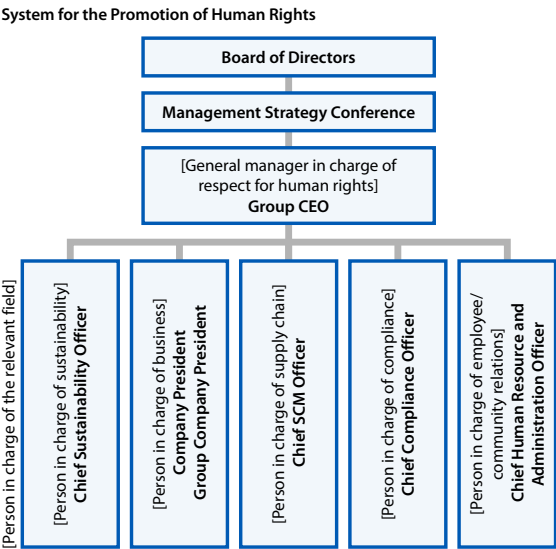 System for the Promotion of Human Rights
Board of Directors
Management Strategy Conference
[General manager in charge of
respect for human rights]
Group CEO
[Person in charge of the relevant field]
[Person in charge of sustainability]
Chief Sustainability Officer
[Person in charge of business]
Company President
Group Company President
[Person in charge of supply chain]
Chief SCM Officer
[Person in charge of compliance]
Chief Compliance Officer
[Person in charge of employee/
community relations]
Chief Human Resource and
Administration Officer